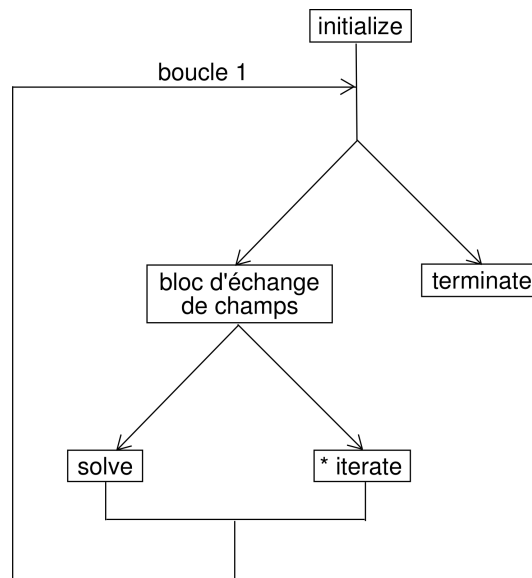 initialize
boucle 1
bloc d'échange
de champs
terminate
solve
* iterate